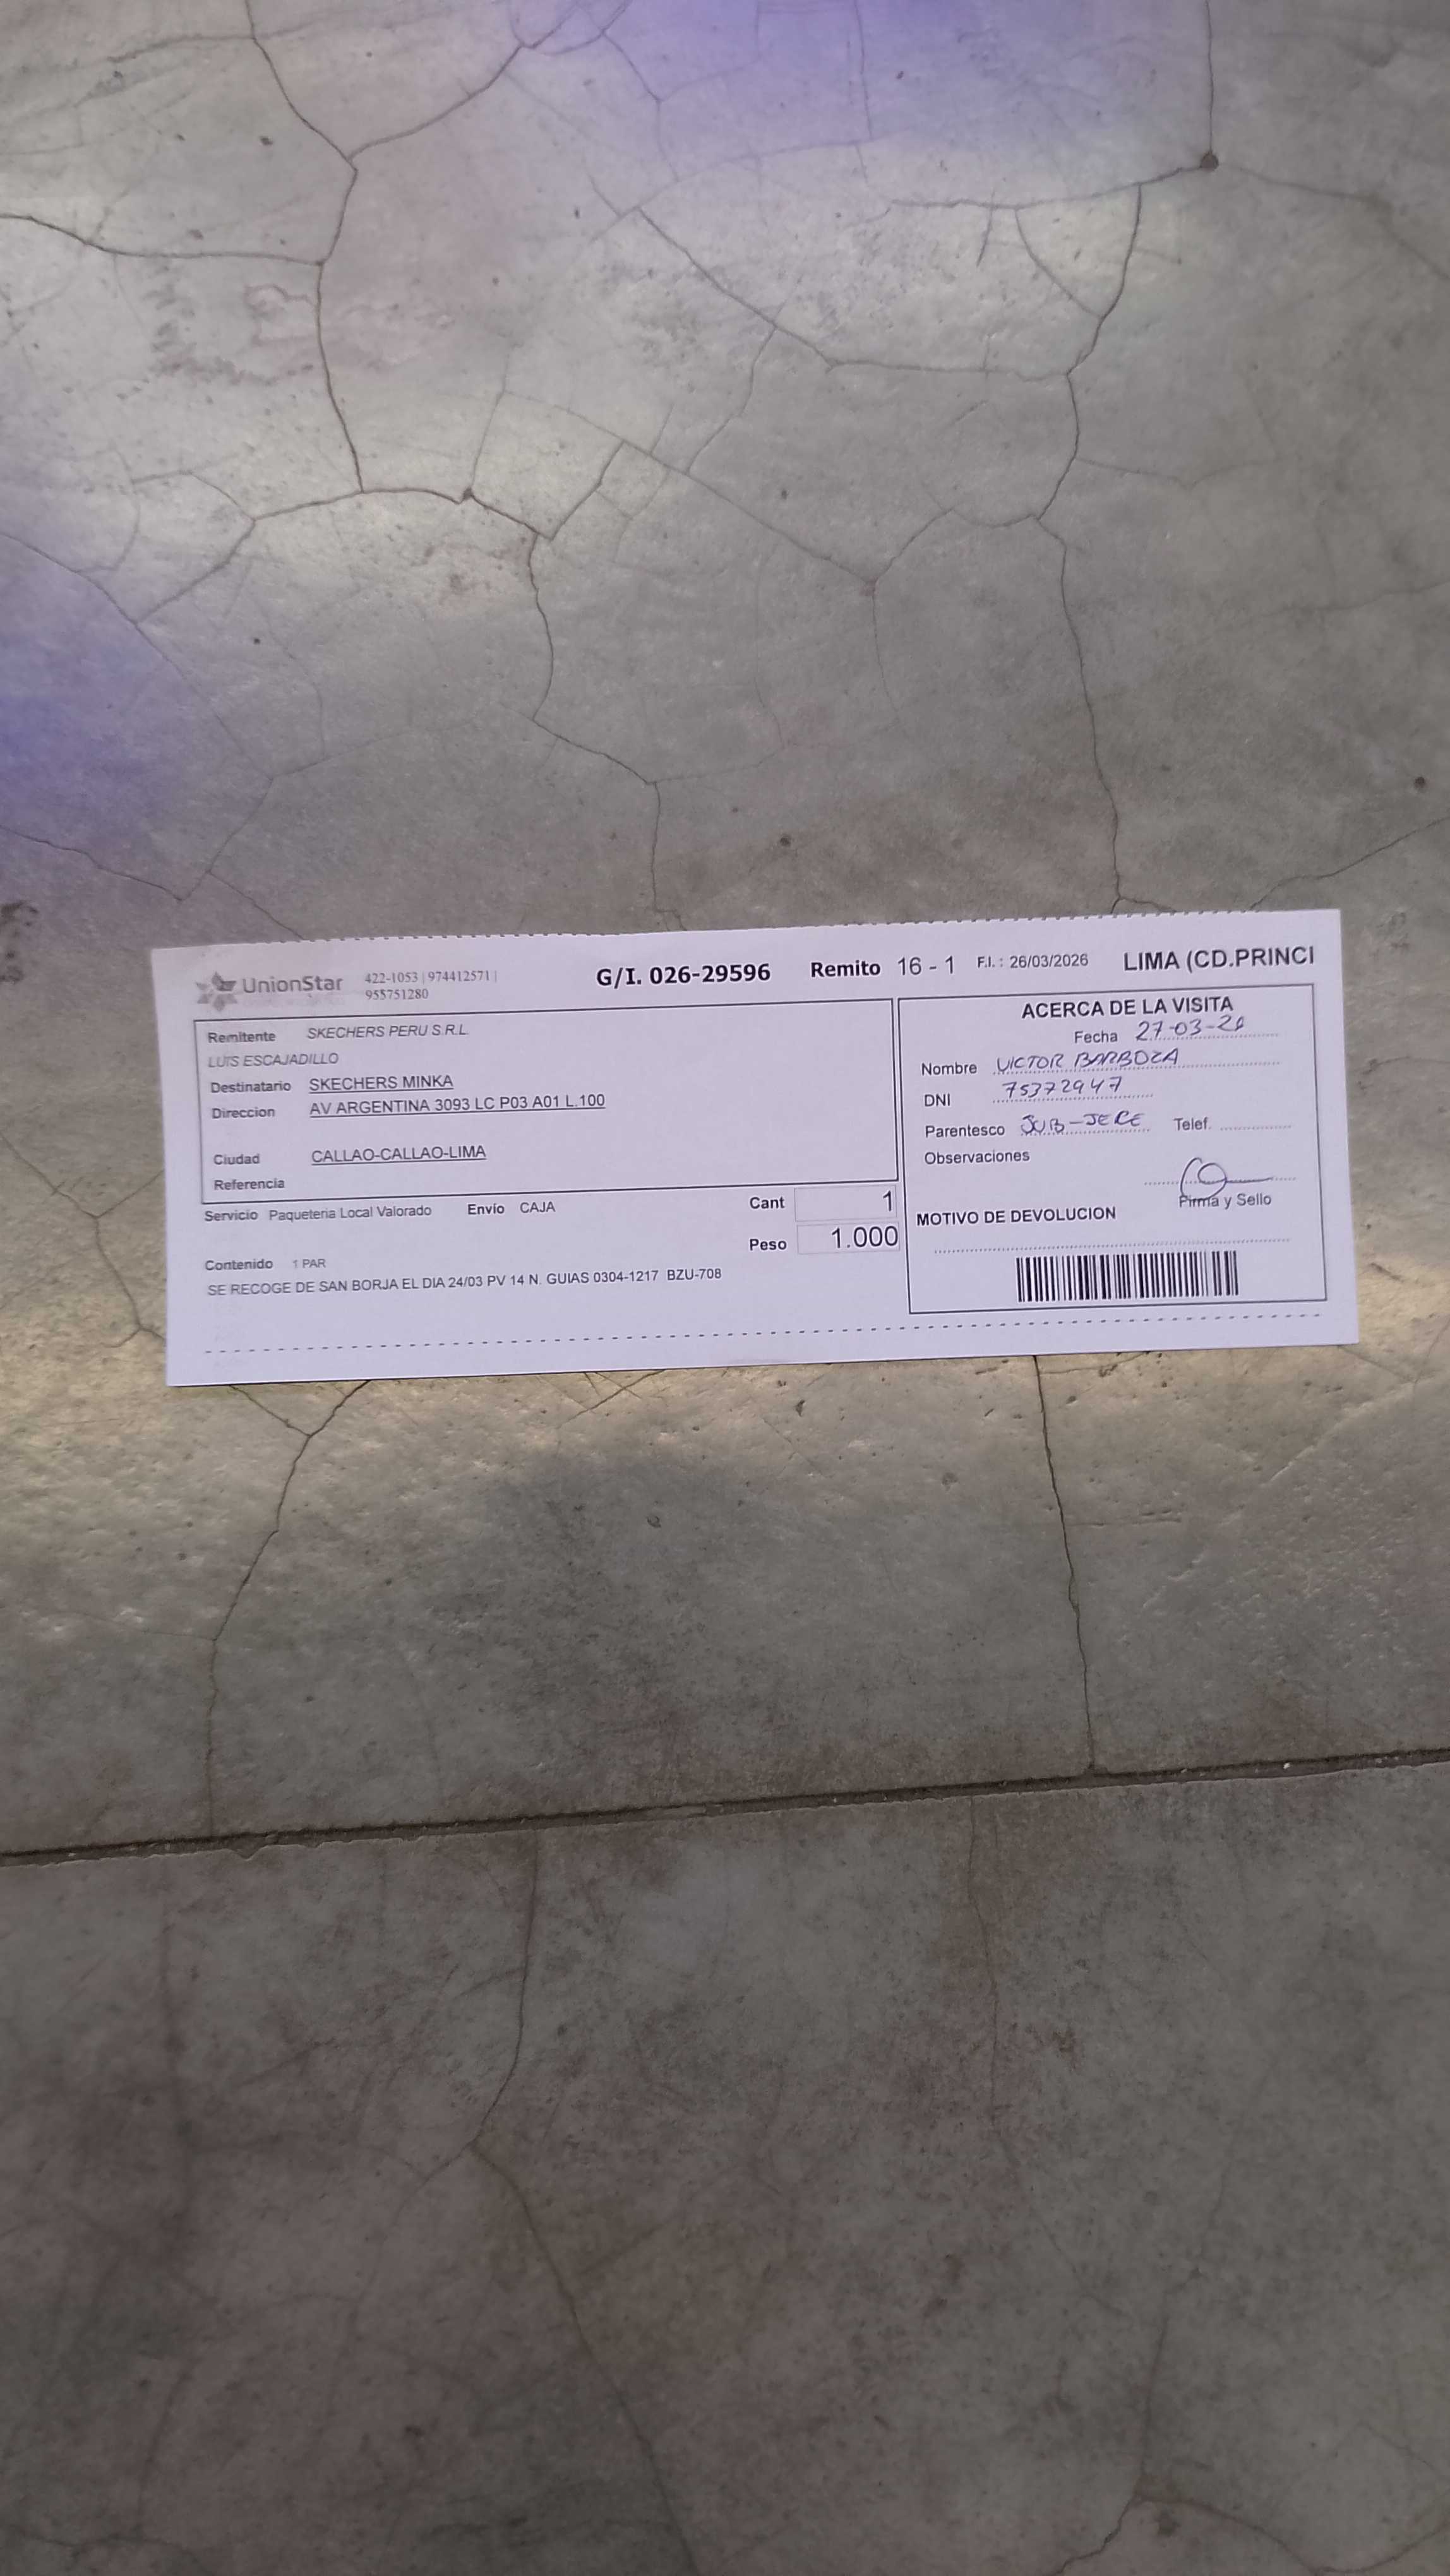 UnionStar 422-1053 | 974412571 | 955751280
G/I. 026-29596 Remito 16 - 1 F.I. : 26/03/2026 LIMA (CD.PRINCI
Remitente SKECHERS PERU S.R.L.
LUIS ESCAJADILLO
Destinatario SKECHERS MINKA
Direccion AV ARGENTINA 3093 LC P03 A01 L.100
Ciudad CALLAO-CALLAO-LIMA
Referencia
Servicio Paqueteria Local Valorado Envio CAJA
Cant 1
Peso 1.000
Contenido 1 PAR
SE RECOGE DE SAN BORJA EL DIA 24/03 PV 14 N. GUIAS 0304-1217 BZU-708
ACERCA DE LA VISITA
Fecha 27-03-26
Nombre VICTOR BARBOZA
DNI 75372947
Parentesco SUB-JEFE Telef.
Observaciones
Firma y Sello
MOTIVO DE DEVOLUCION